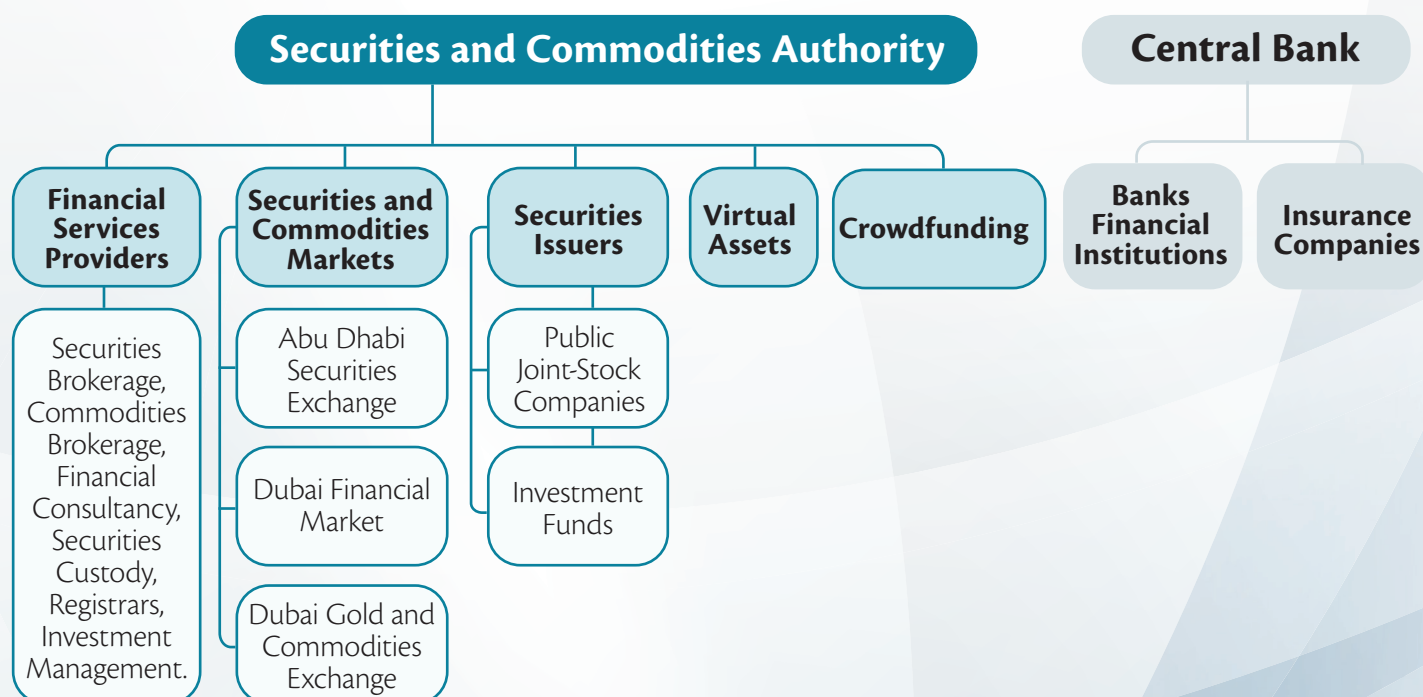 Securities and Commodities Authority
Central Bank
Financial
Services
Providers
Securities and
Commodities
Markets
Securities
Issuers
Virtual
Assets
Crowdfunding
Banks
Financial
Institutions
Insurance
Companies
Securities
Brokerage,
Commodities
Brokerage,
Financial
Consultancy,
Securities
Custody,
Registrars,
Investment
Management.
Abu Dhabi
Securities
Exchange
Dubai Financial
Market
Dubai Gold and
Commodities
Exchange
Public
Joint-Stock
Companies
Investment
Funds